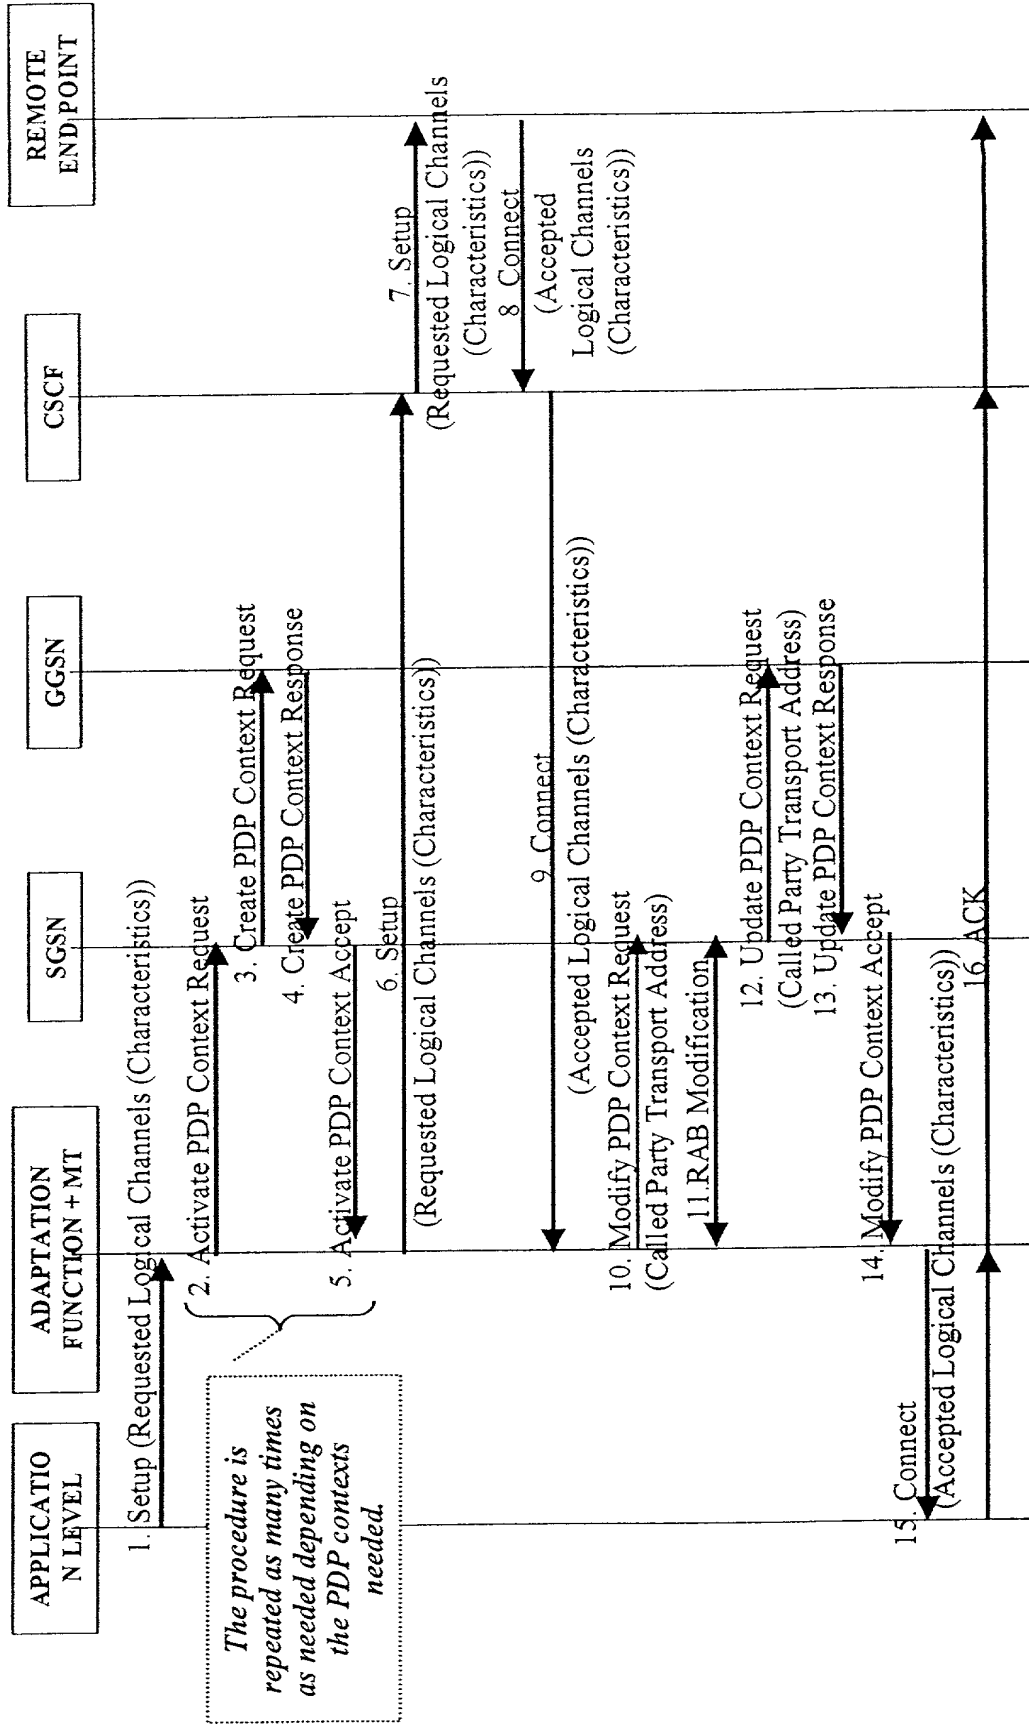 APPLICATIO
N LEVEL
ADAPTATION
FUNCTION + MT
SGSN
GGSN
CSCF
REMOTE
END POINT
1. Setup (Requested Logical Channels (Characteristics))
2. Activate PDP Context Request
3. Create PDP Context Request
4. Create PDP Context Response
5. Activate PDP Context Accept
The procedure is
repeated as many times
as needed depending on
the PDP contexts
needed.
6. Setup
(Requested Logical Channels (Characteristics))
7. Setup
(Requested Logical Channels
(Characteristics))
8 Connect
(Accepted
Logical Channels
(Characteristics))
9. Connect
(Accepted Logical Channels (Characteristics))
10. Modify PDP Context Request
(Called Party Transport Address)
11.RAB Modification
12. Update PDP Context Request
(Called Party Transport Address)
13. Update PDP Context Response
14. Modify PDP Context Accept
15. Connect
(Accepted Logical Channels (Characteristics))
16. ACK